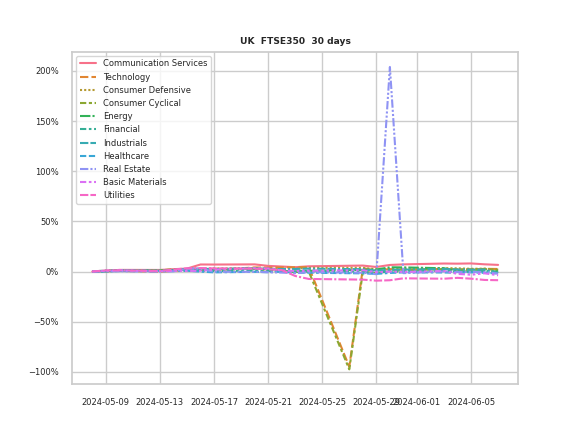 UK FTSE350 30 days
200%
150%
100%
50%
0%
−50%
−100%
Communication Services
Technology
Consumer Defensive
Consumer Cyclical
Energy
Financial
Industrials
Healthcare
Real Estate
Basic Materials
Utilities
2024-05-09 2024-05-13 2024-05-17 2024-05-21 2024-05-25 2024-05-29 2024-06-01 2024-06-05